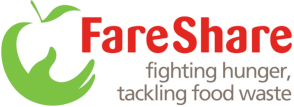 FareShare
fighting hunger,
tackling food waste